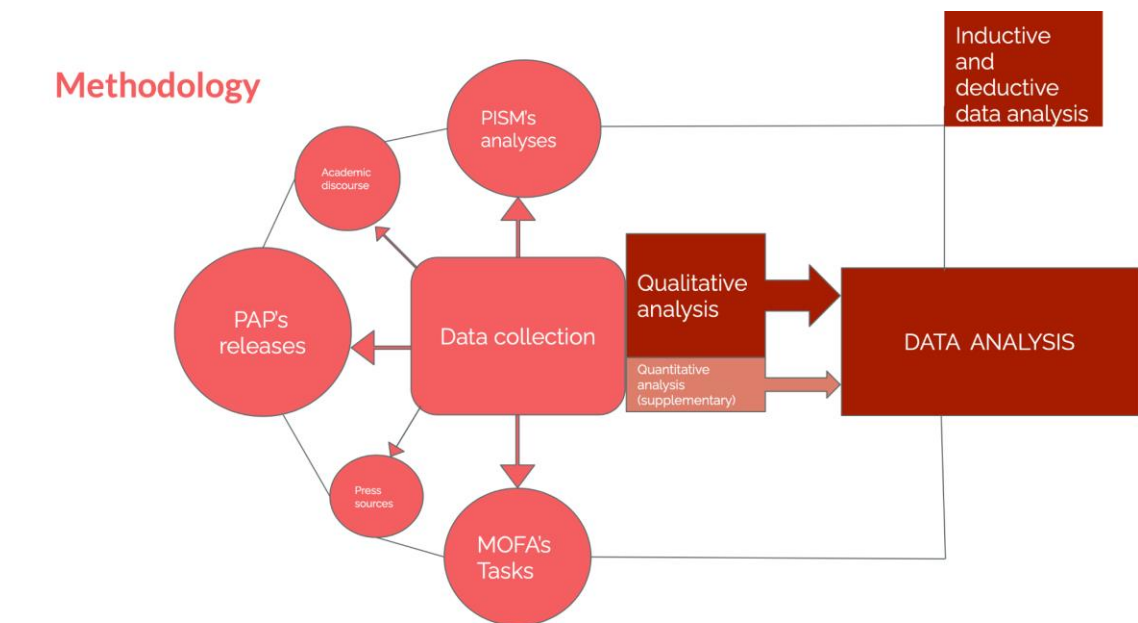 Methodology
PISM's
analyses
Inductive
and
deductive
data analysis
Academic
discourse
PAP's
releases
Data collection
Qualitative
analysis
Quantitative
analysis
(supplementary)
DATA ANALYSIS
Press
sources
MOFA's
Tasks